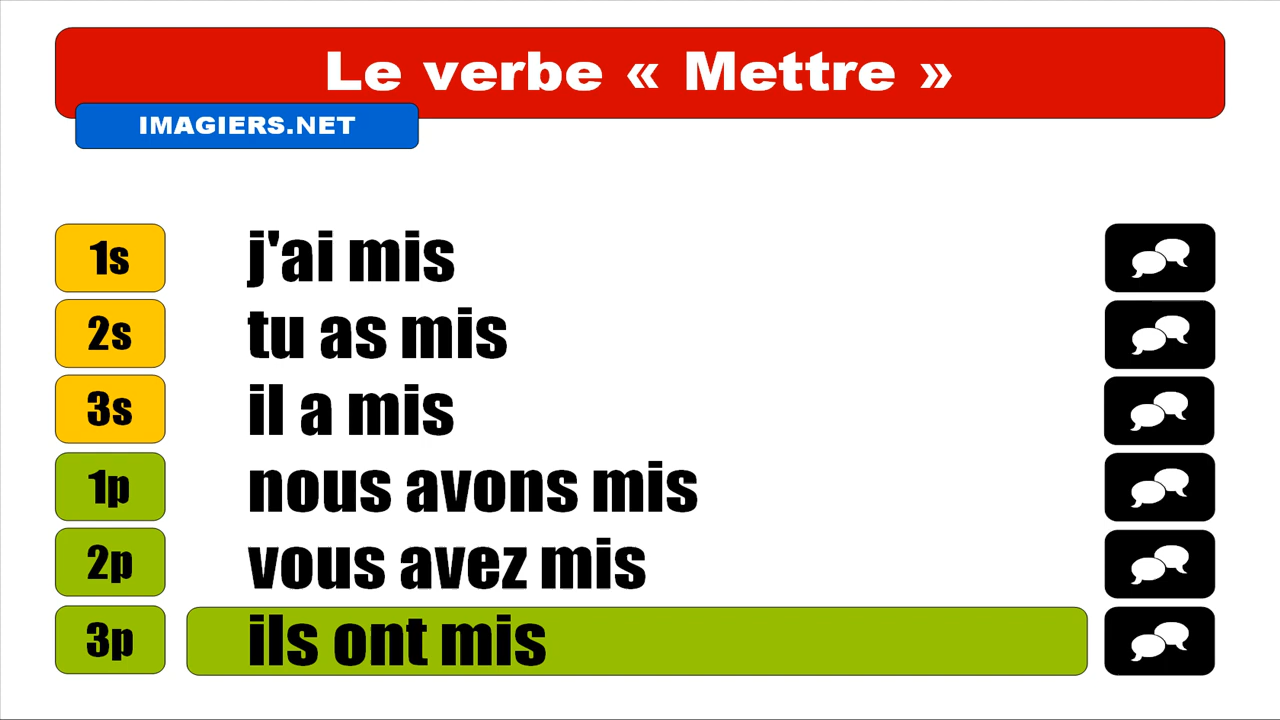 Le verbe « Mettre »
IMAGIERS.NET
1s j'ai mis
2s tu as mis
3s il a mis
1p nous avons mis
2p vous avez mis
3p ils ont mis